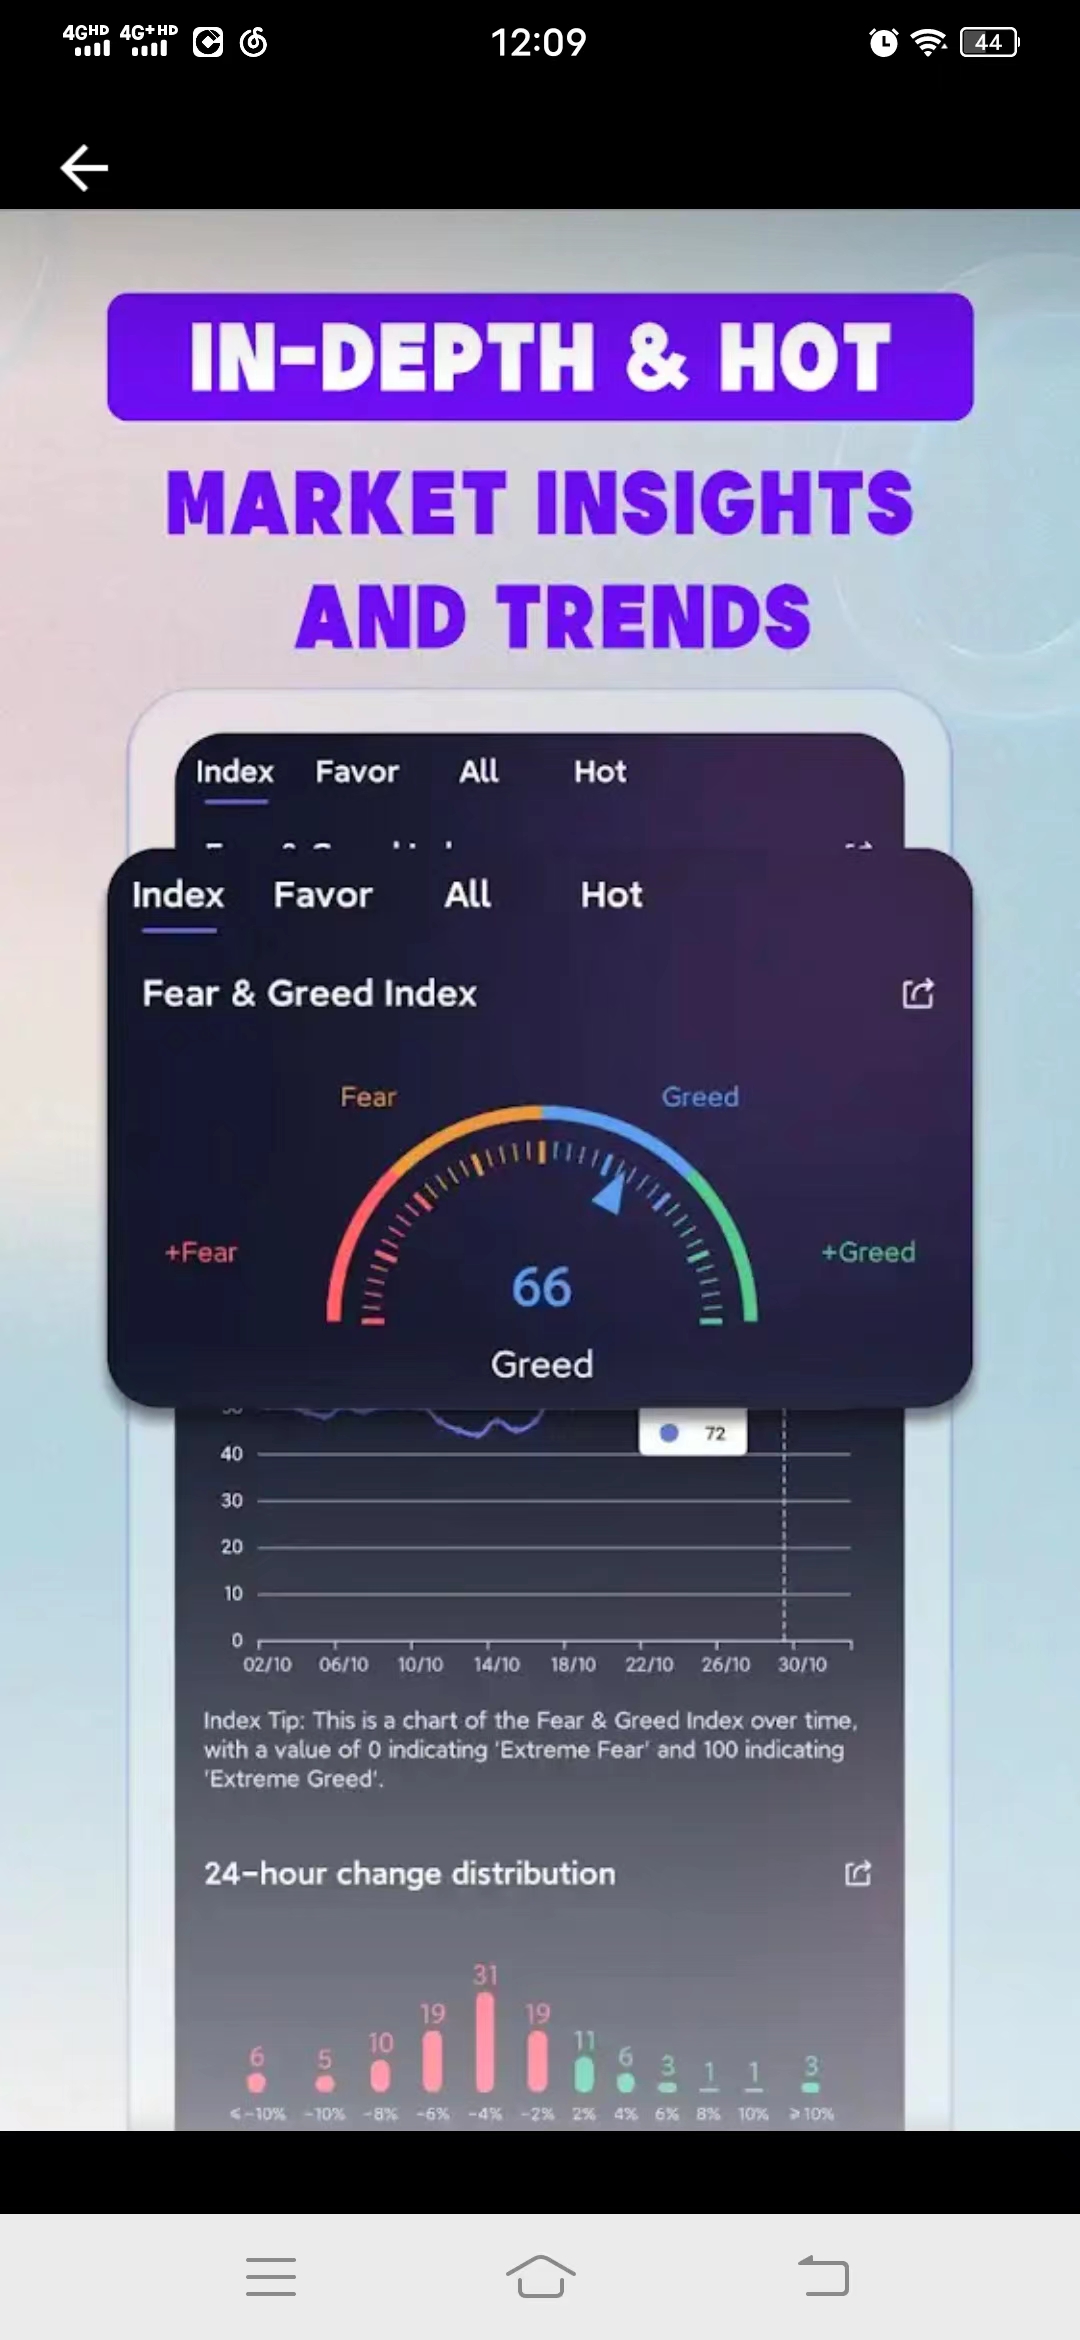 4GHD 4G+HD 12:09 44
IN-DEPTH & HOT
MARKET INSIGHTS
AND TRENDS
Index Favor All Hot
Index Favor All Hot
Fear & Greed Index
Fear Greed
+Fear +Greed
66
Greed
72
40
30
20
10
0
02/10 06/10 10/10 14/10 18/10 22/10 26/10 30/10
Index Tip: This is a chart of the Fear & Greed Index over time,
with a value of 0 indicating 'Extreme Fear' and 100 indicating
'Extreme Greed'.
24-hour change distribution
6 5 10 19 31 19 11 6 3 1 1 3
≤-10% -10% -8% -6% -4% -2% 2% 4% 6% 8% 10% ≥10%